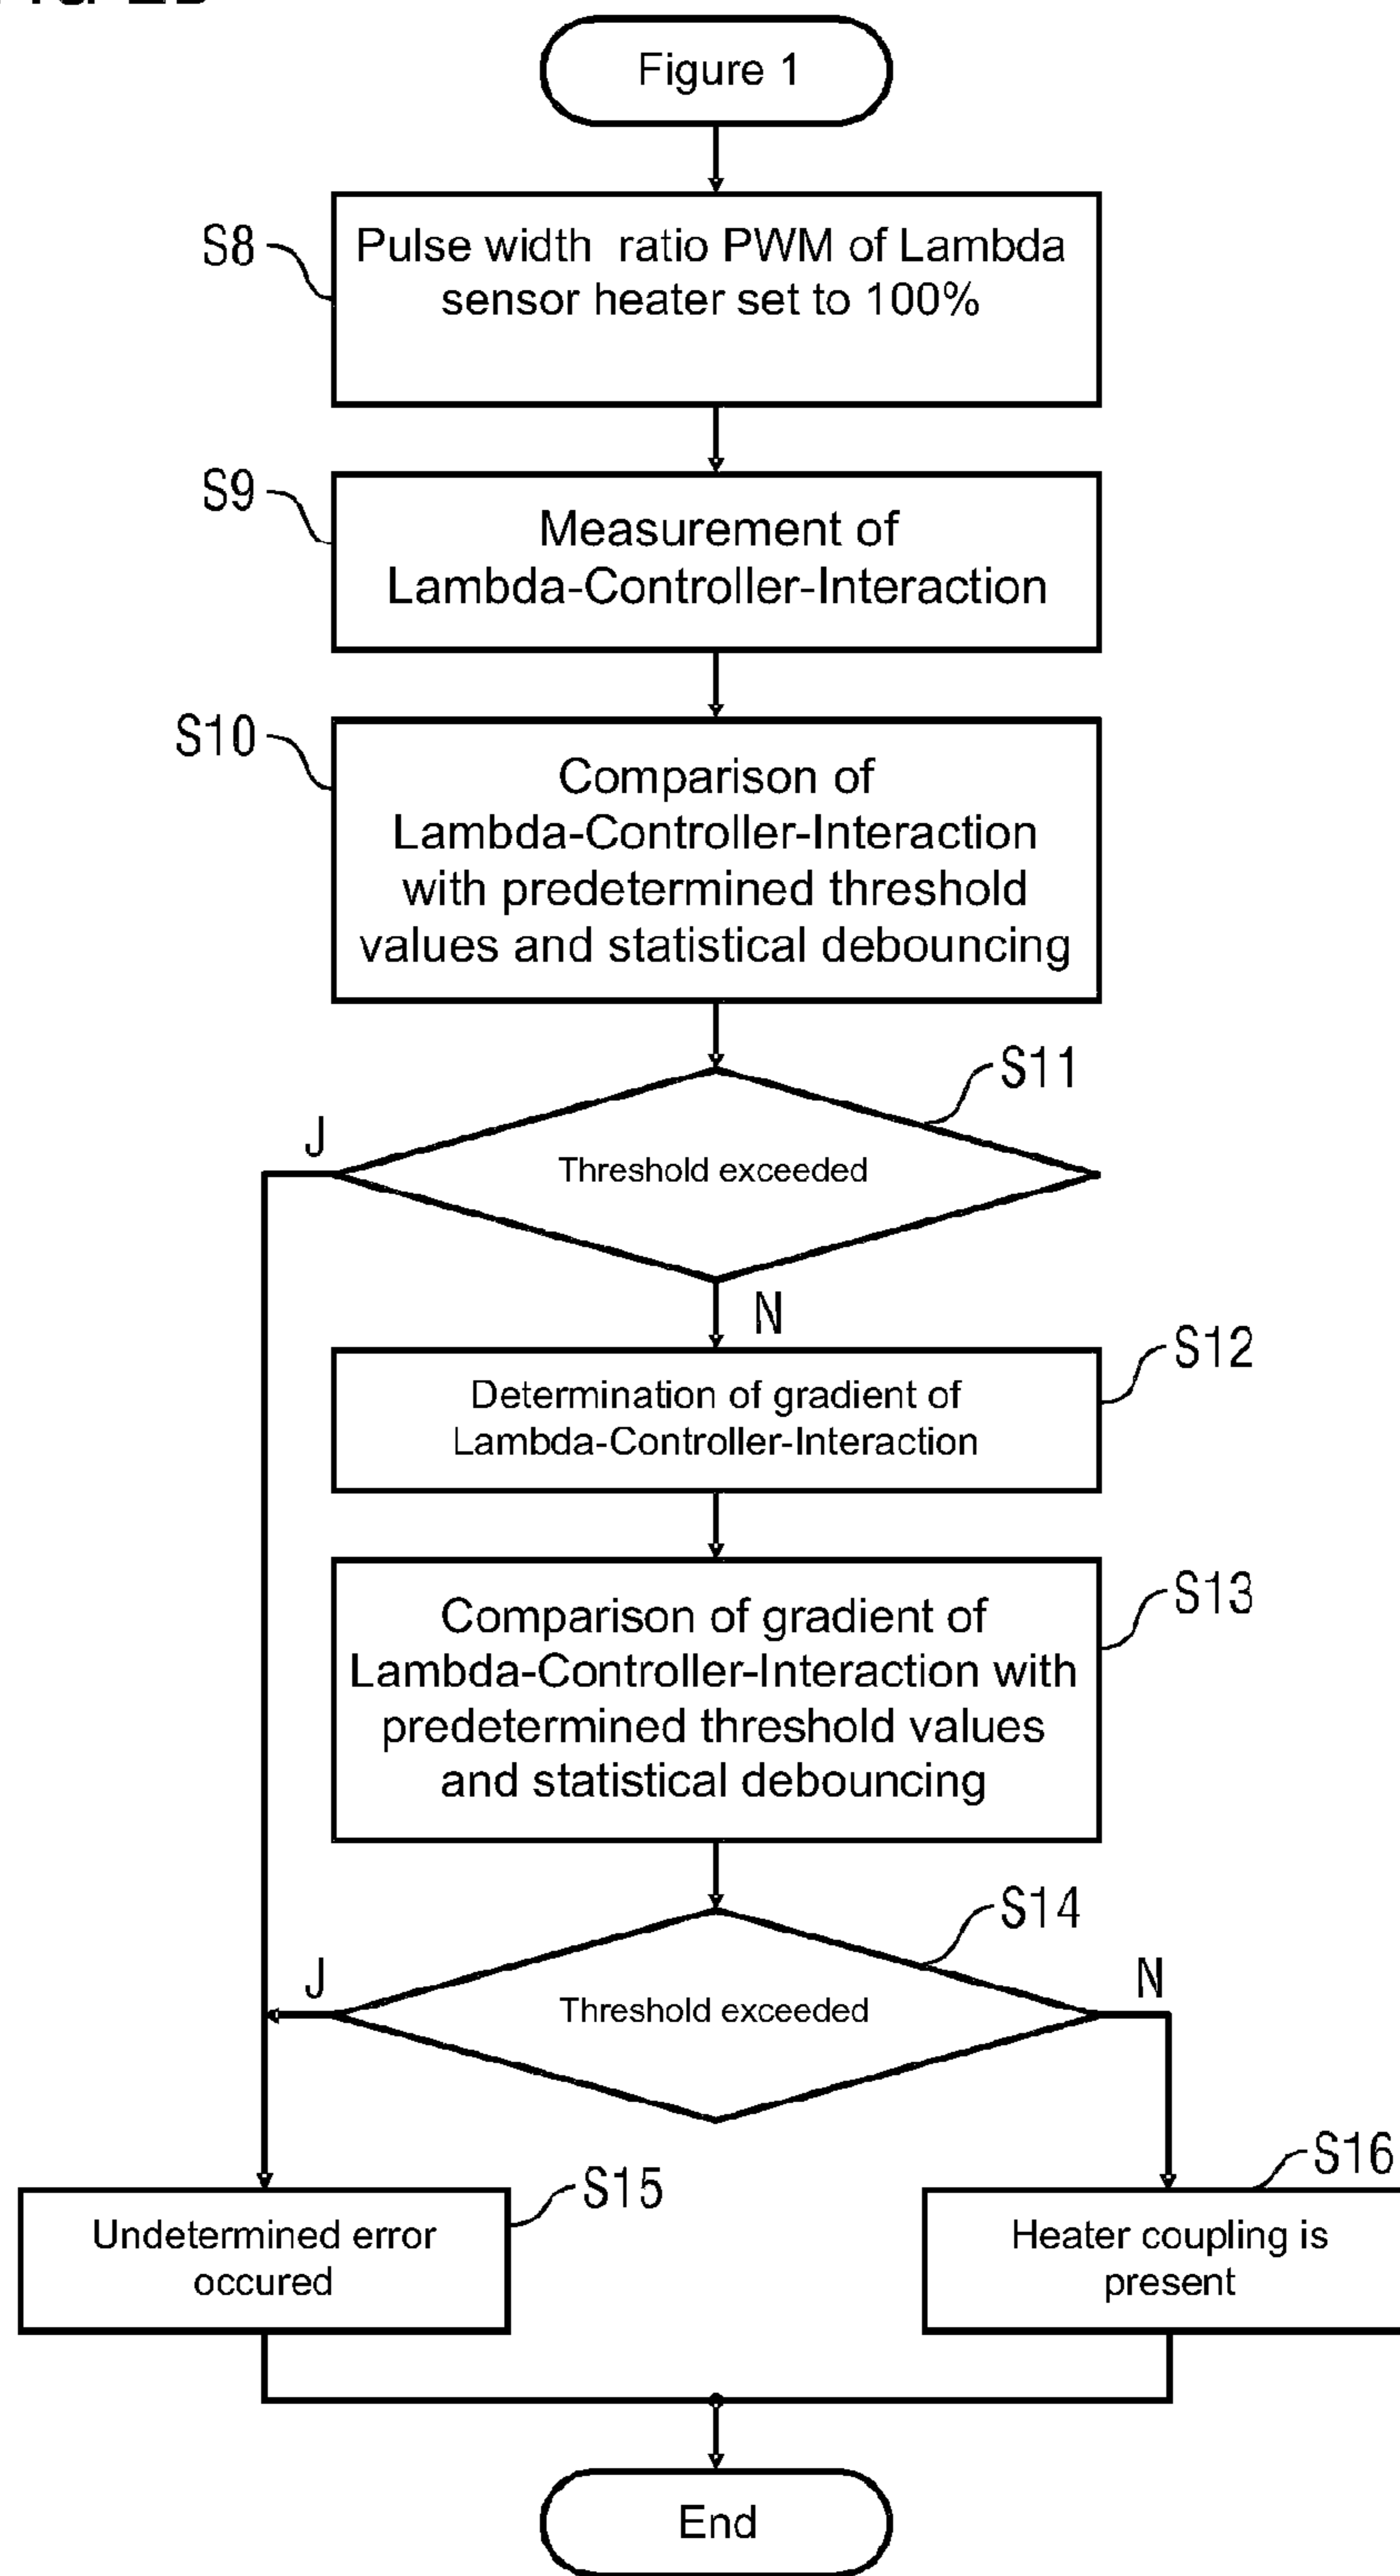 Figure 1
S8
Pulse width ratio PWM of Lambda
sensor heater set to 100%
S9
Measurement of
Lambda-Controller-Interaction
S10
Comparison of
Lambda-Controller-Interaction
with predetermined threshold
values and statistical debouncing
S11
J
Threshold exceeded
N
S12
Determination of gradient of
Lambda-Controller-Interaction
S13
Comparison of gradient of
Lambda-Controller-Interaction with
predetermined threshold values
and statistical debouncing
S14
J
Threshold exceeded
N
S15
Undetermined error
occured
S16
Heater coupling is
present
End